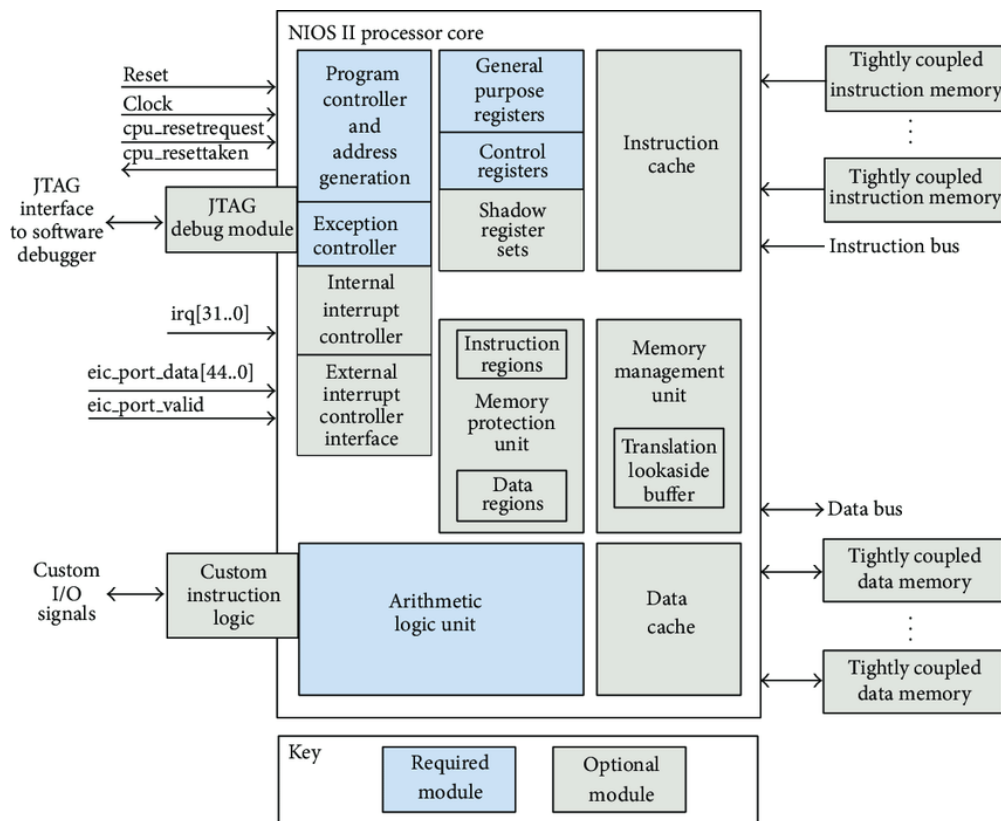 NIOS II processor core
Reset
Clock
cpu_resetrequest
cpu_resettaken
JTAG
interface
to software
debugger
JTAG
debug module
irq[31..0]
eic_port_data[44..0]
eic_port_valid
Custom
I/O
signals
Custom
instruction
logic
Program
controller
and
address
generation
Exception
controller
Internal
interrupt
controller
External
interrupt
controller
interface
General
purpose
registers
Control
registers
Shadow
register
sets
Instruction
cache
Instruction
regions
Memory
protection
unit
Data
regions
Memory
management
unit
Translation
lookaside
buffer
Arithmetic
logic unit
Data
cache
Tightly coupled
instruction memory
Tightly coupled
instruction memory
Instruction bus
Data bus
Tightly coupled
data memory
Tightly coupled
data memory
Key
Required
module
Optional
module